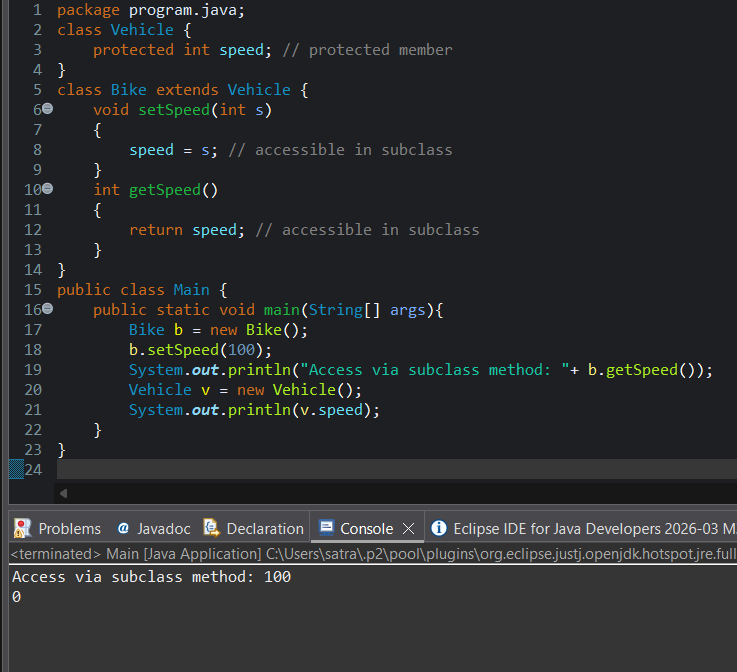 1 package program.java;
2 class Vehicle {
3     protected int speed; // protected member
4 }
5 class Bike extends Vehicle {
6     void setSpeed(int s)
7     {
8         speed = s; // accessible in subclass
9     }
10     int getSpeed()
11     {
12         return speed; // accessible in subclass
13     }
14 }
15 public class Main {
16     public static void main(String[] args){
17         Bike b = new Bike();
18         b.setSpeed(100);
19         System.out.println("Access via subclass method: "+ b.getSpeed());
20         Vehicle v = new Vehicle();
21         System.out.println(v.speed);
22     }
23 }
24
Problems @ Javadoc Declaration Console Eclipse IDE for Java Developers 2026-03 M
<terminated> Main [Java Application] C:\Users\satra\.p2\pool\plugins\org.eclipse.justj.openjdk.hotspot.jre.full
Access via subclass method: 100
0